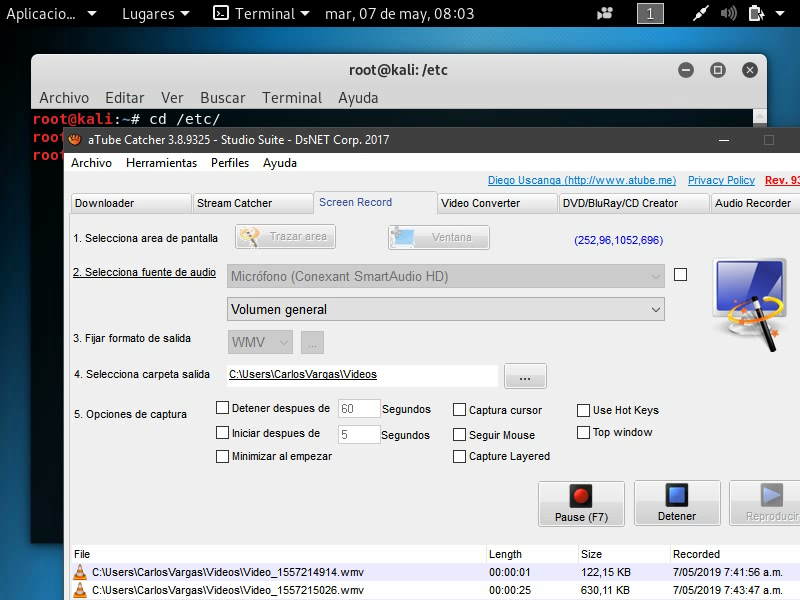 Aplicacio... Lugares Terminal mar, 07 de may, 08:03 1
root@kali: /etc
Archivo Editar Ver Buscar Terminal Ayuda
root@kali:~# cd /etc/
root
root
aTube Catcher 3.8.9325 - Studio Suite - DsNET Corp. 2017
Archivo Herramientas Perfiles Ayuda
Diego Uscanga (http://www.atube.me) Privacy Policy Rev. 93
Downloader Stream Catcher Screen Record Video Converter DVD/BluRay/CD Creator Audio Recorder
1. Selecciona area de pantalla Trazar area Ventana (252,96,1052,696)
2. Selecciona fuente de audio Micrófono (Conexant SmartAudio HD)
Volumen general
3. Fijar formato de salida WMV ...
4. Selecciona carpeta salida C:\Users\CarlosVargas\Videos ...
5. Opciones de captura Detener despues de 60 Segundos Captura cursor Use Hot Keys
Iniciar despues de 5 Segundos Seguir Mouse Top window
Minimizar al empezar Capture Layered
Pause (F7) Detener Reproducir
File Length Size Recorded
C:\Users\CarlosVargas\Videos\Video_1557214914.wmv 00:00:01 122,15 KB 7/05/2019 7:41:56 a.m.
C:\Users\CarlosVargas\Videos\Video_1557215026.wmv 00:00:25 630,11 KB 7/05/2019 7:43:47 a.m.